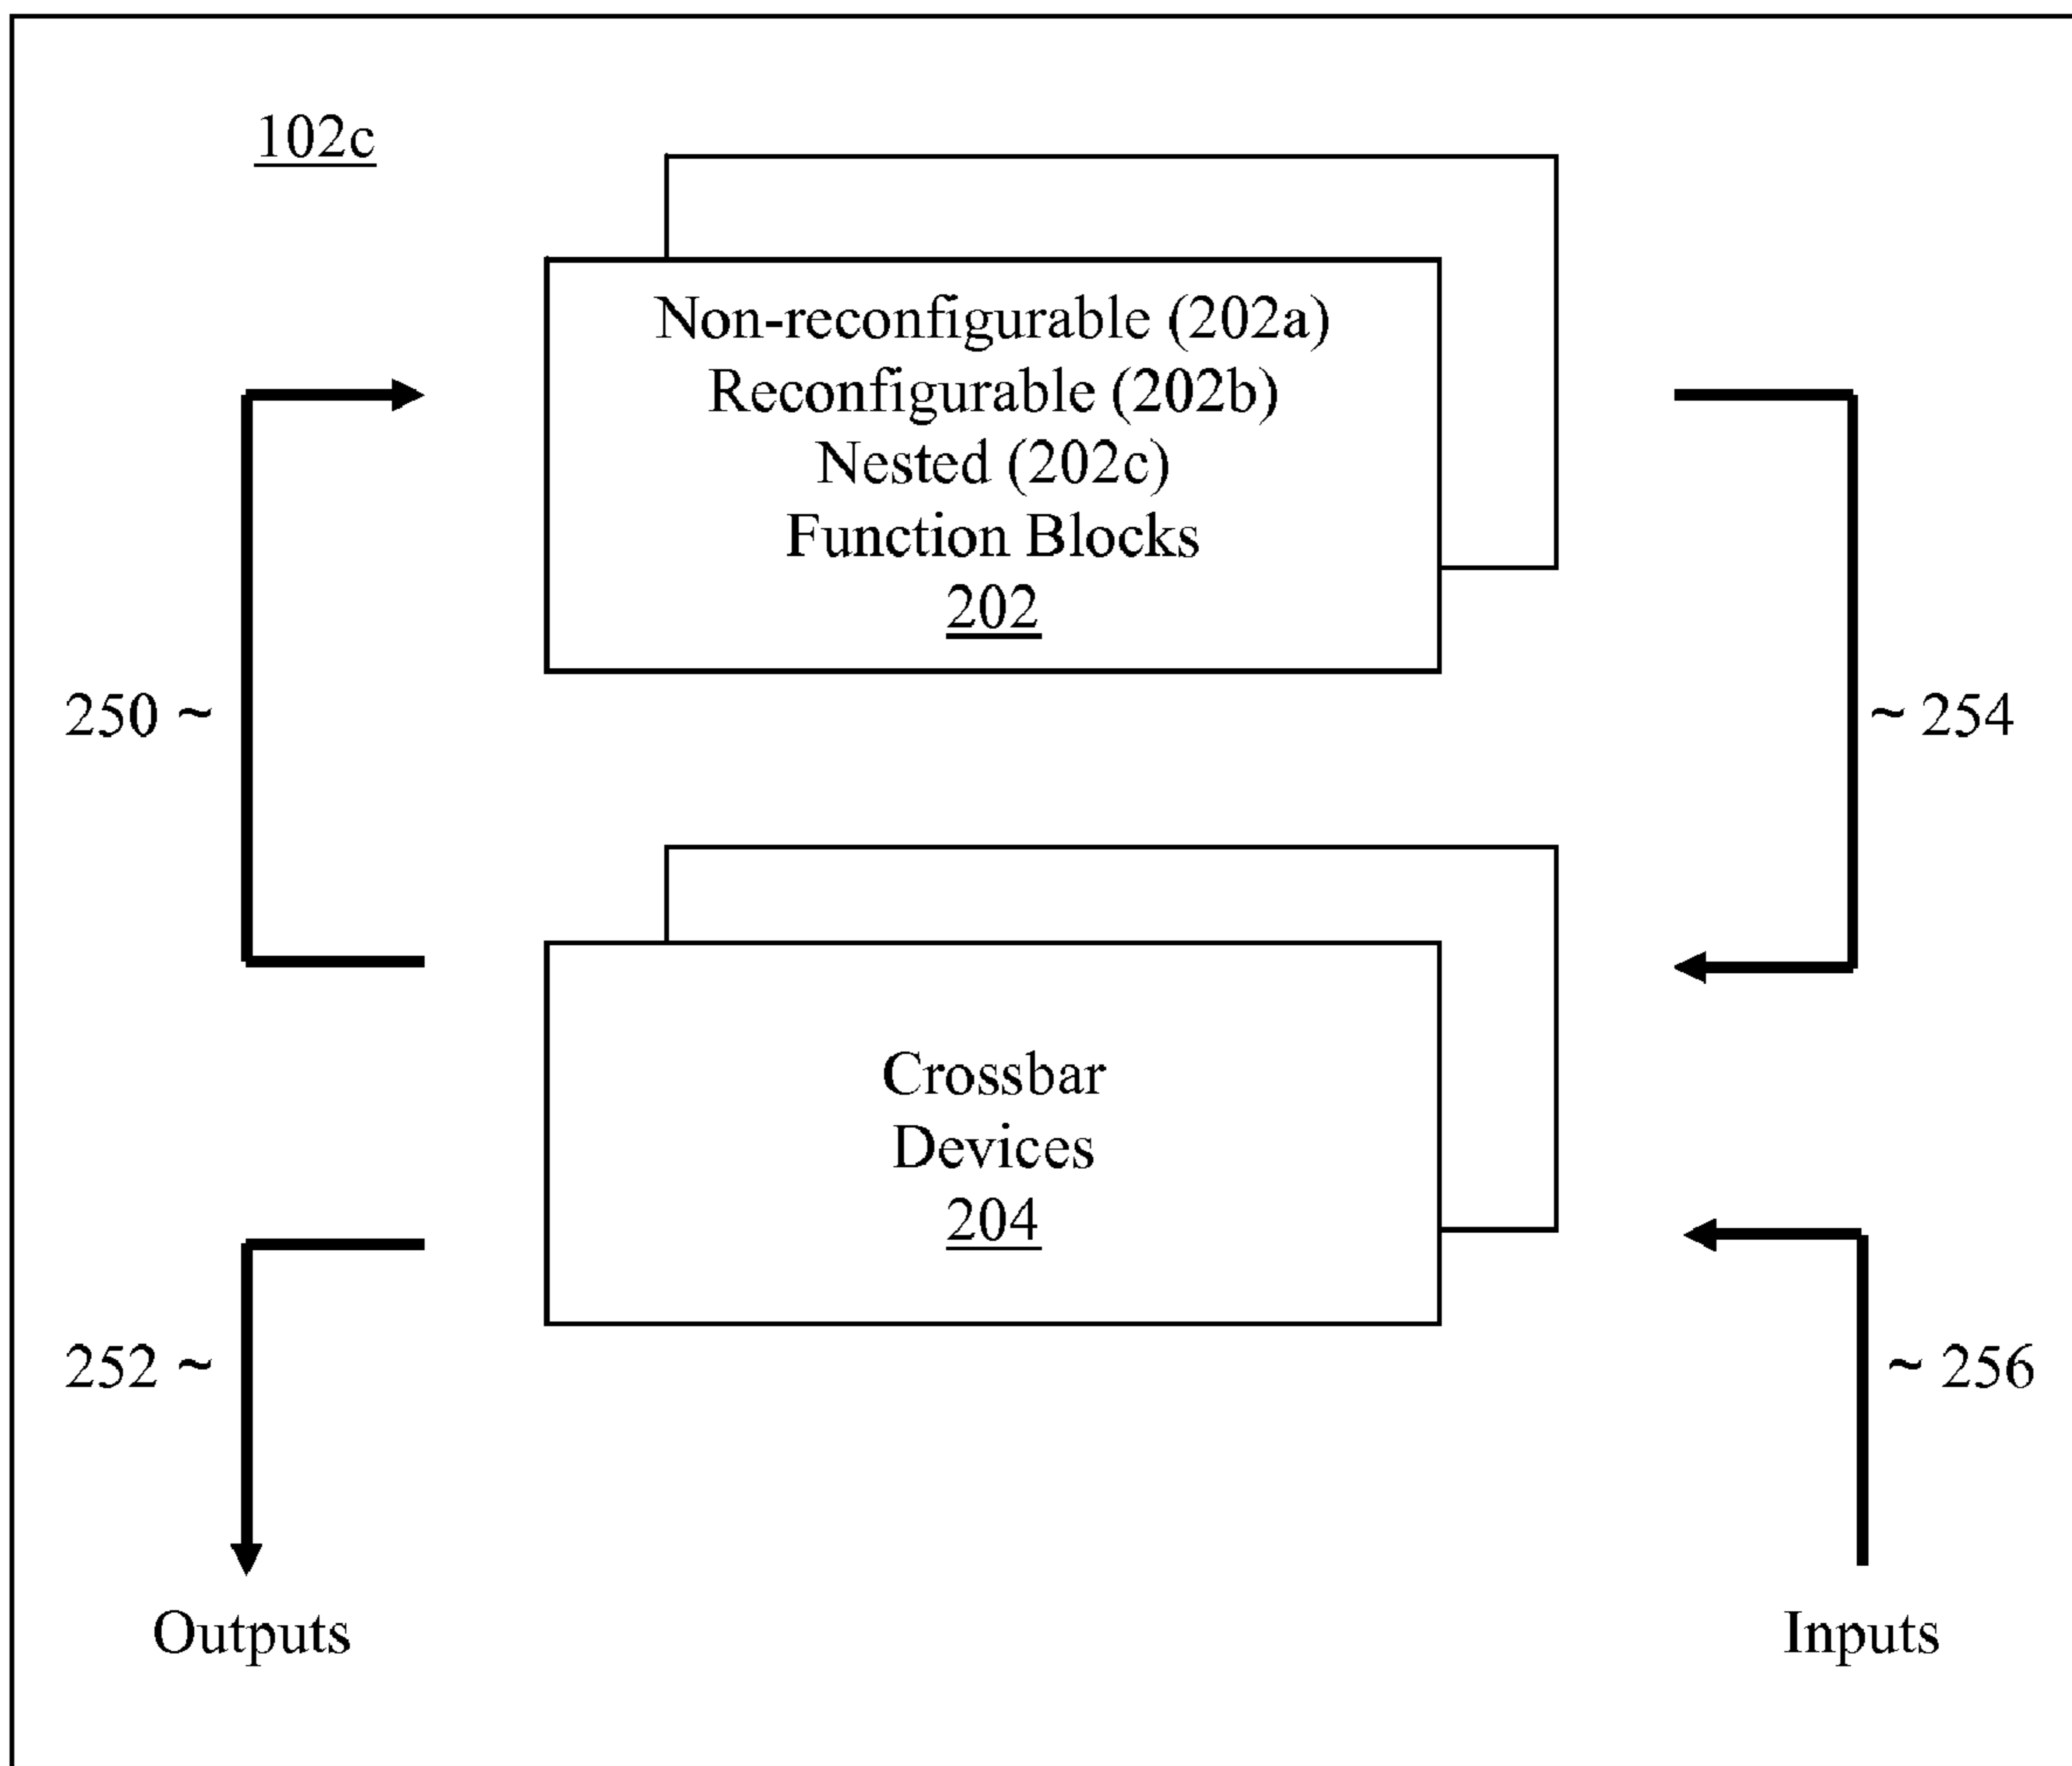 102c
Non-reconfigurable (202a)
Reconfigurable (202b)
Nested (202c)
Function Blocks
202
250 ~
~ 254
Crossbar
Devices
204
252 ~
~ 256
Outputs
Inputs